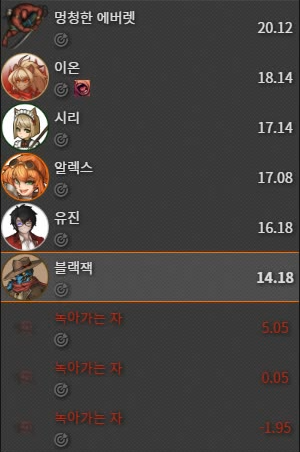 멍청한 에버렛
20.12
이온
18.14
시리
17.14
알렉스
17.08
유진
16.18
블랙잭
14.18
녹아가는 자
5.05
녹아가는 자
0.05
녹아가는 자
-1.95